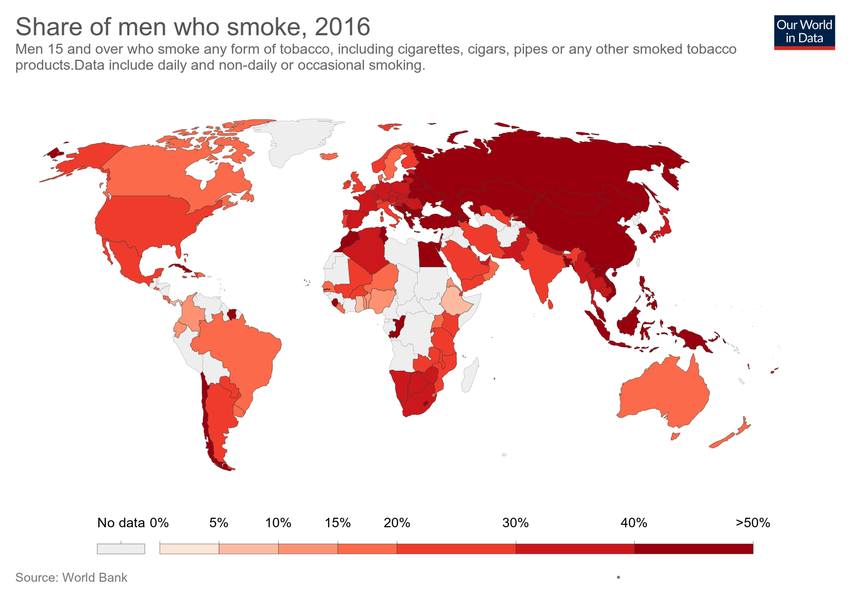 Share of men who smoke, 2016
Our World
in Data
Men 15 and over who smoke any form of tobacco, including cigarettes, cigars, pipes or any other smoked tobacco
products.Data include daily and non-daily or occasional smoking.
No data 0% 5% 10% 15% 20% 30% 40% >50%
Source: World Bank